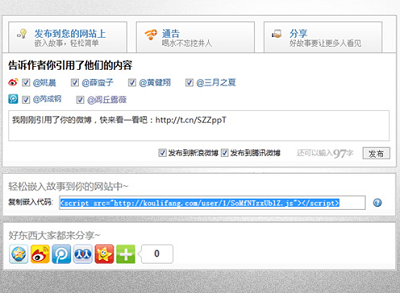 发布到您的网站上
嵌入故事，轻松简单
通告
喝水不忘挖井人
分享
好故事要让更多人看见
告诉作者你引用了他们的内容
@姚晨 @薛蛮子 @黄健翔 @三月之夏
@芮成钢 @闾丘露薇
我刚刚引用了你的微博，快来看一看吧：http://t.cn/SZZppT
发布到新浪微博 发布到腾讯微博 还可以输入97字 发布
轻松嵌入故事到你的网站中~
复制嵌入代码: <script src="http://koulifang.com/user/1/SoMfNTzxUblZ.js"></script>
好东西大家都来分享~
0